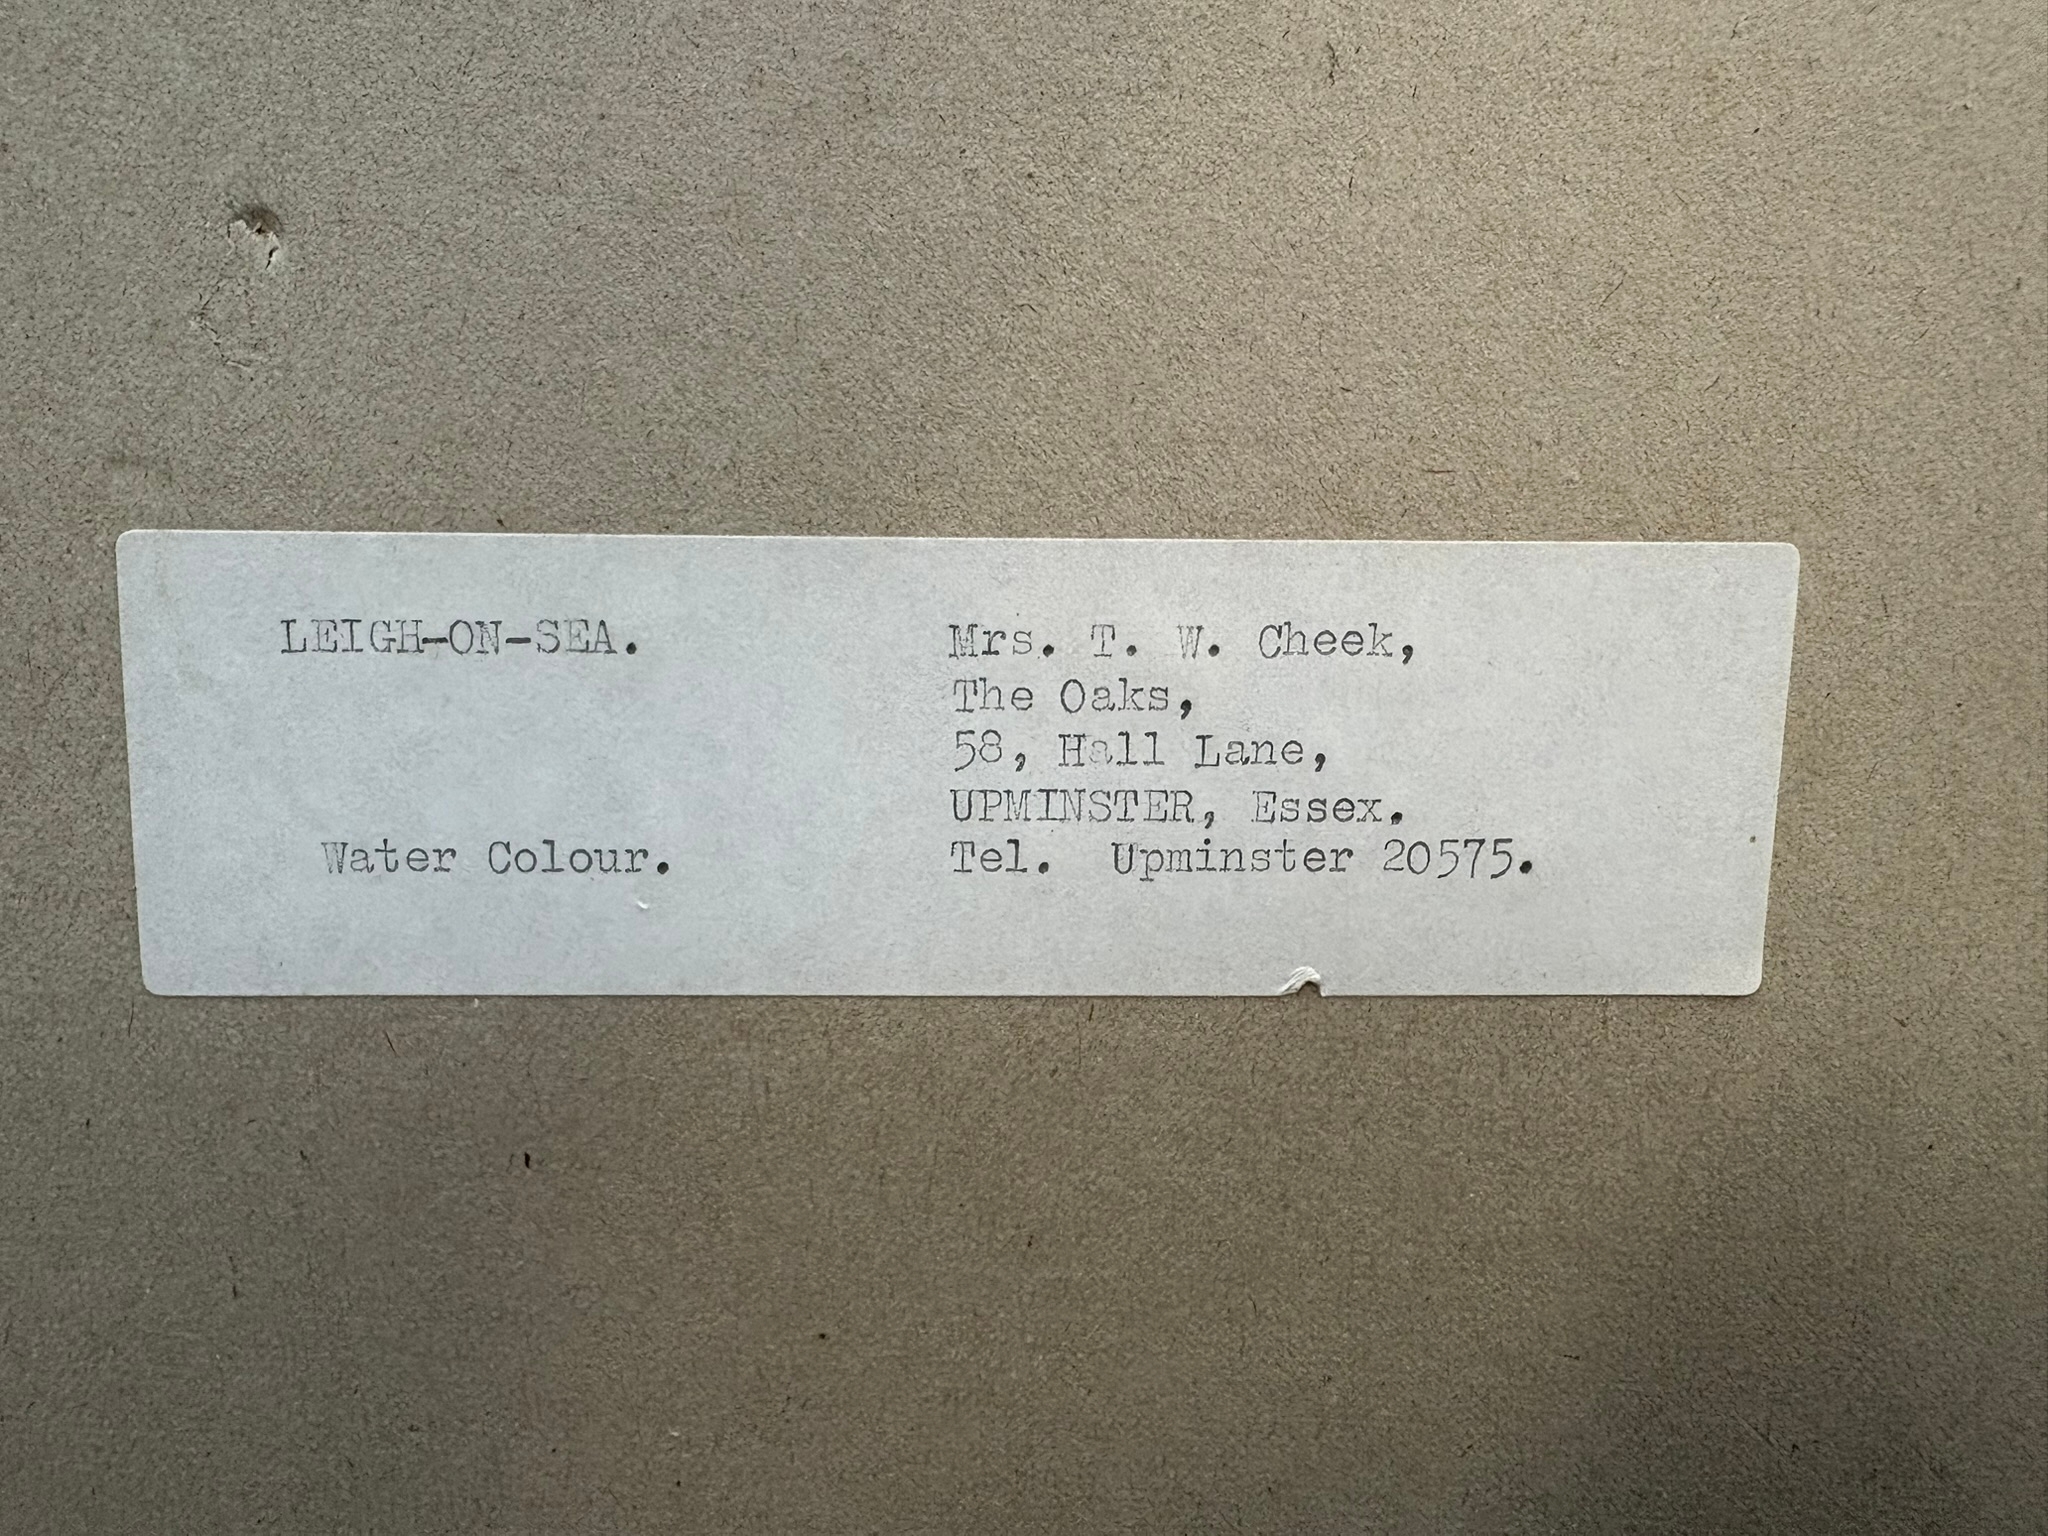 LEIGH-ON-SEA.
Water Colour.
Mrs. T. W. Cheek,
The Oaks,
58, Hall Lane,
UPMINSTER, Essex.
Tel. Upminster 20575.